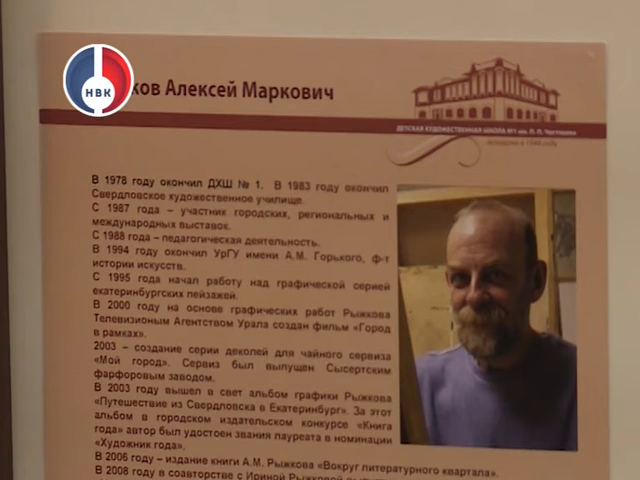 НВК
ков Алексей Маркович
ДЕТСКАЯ ХУДОЖЕСТВЕННАЯ ШКОЛА №1 им. П. П. Чистякова
основана в 1944 году
В 1978 году окончил ДХШ № 1. В 1983 году окончил
Свердловское художественное училище.
С 1987 года – участник городских, региональных и
международных выставок.
С 1988 года – педагогическая деятельность.
В 1994 году окончил УрГУ имени А.М. Горького, ф-т
истории искусств.
С 1995 года начал работу над графической серией
екатеринбургских пейзажей.
В 2000 году на основе графических работ Рыжкова
Телевизионым Агентством Урала создан фильм «Город
в рамках».
2003 – создание серии деколей для чайного сервиза
«Мой город». Сервиз был выпущен Сысертским
фарфоровым заводом.
В 2003 году вышел в свет альбом графики Рыжкова
«Путешествие из Свердловска в Екатеринбург». За этот
альбом в городском издательском конкурсе «Книга
года» автор был удостоен звания лауреата в номинации
«Художник года».
В 2006 году – издание книги А.М. Рыжкова «Вокруг литературного квартала».
В 2008 году в соавторстве с Ириной Рыжковой